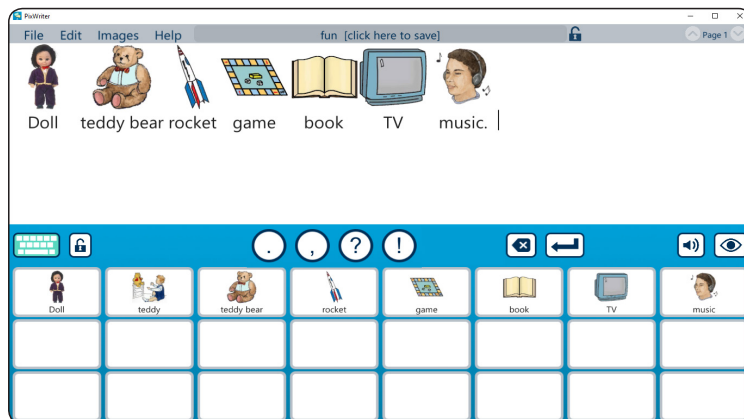 PixWriter
File Edit Images Help fun [click here to save] Page 1
Doll teddy bear rocket game book TV music.
. , ? !
Doll teddy teddy bear rocket game book TV music